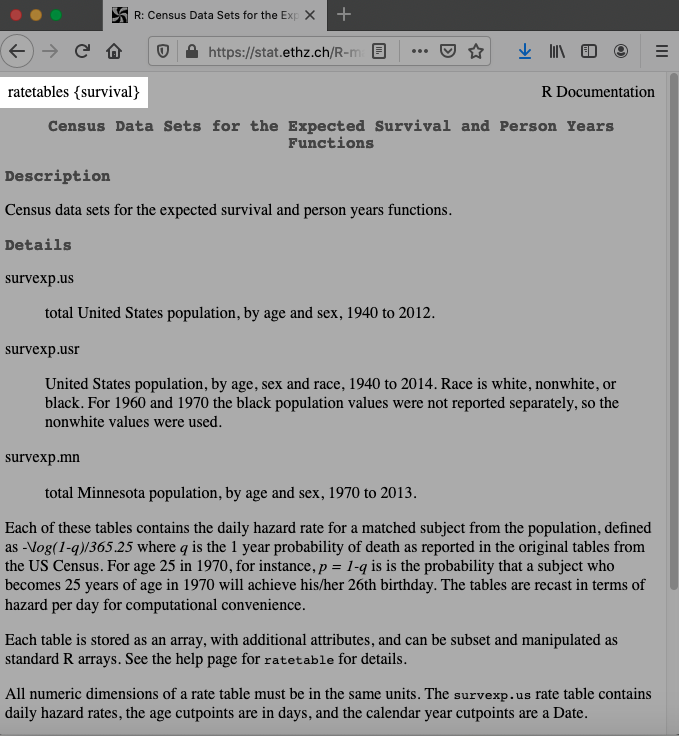 R: Census Data Sets for the Exp
https://stat.ethz.ch/R-m
ratetables {survival}
R Documentation
Census Data Sets for the Expected Survival and Person Years
Functions
Description
Census data sets for the expected survival and person years functions.
Details
survexp.us
total United States population, by age and sex, 1940 to 2012.
survexp.usr
United States population, by age, sex and race, 1940 to 2014. Race is white, nonwhite, or
black. For 1960 and 1970 the black population values were not reported separately, so the
nonwhite values were used.
survexp.mn
total Minnesota population, by age and sex, 1970 to 2013.
Each of these tables contains the daily hazard rate for a matched subject from the population, defined
as -\log(1-q)/365.25 where q is the 1 year probability of death as reported in the original tables from
the US Census. For age 25 in 1970, for instance, p = 1-q is is the probability that a subject who
becomes 25 years of age in 1970 will achieve his/her 26th birthday. The tables are recast in terms of
hazard per day for computational convenience.
Each table is stored as an array, with additional attributes, and can be subset and manipulated as
standard R arrays. See the help page for ratetable for details.
All numeric dimensions of a rate table must be in the same units. The survexp.us rate table contains
daily hazard rates, the age cutpoints are in days, and the calendar year cutpoints are a Date.